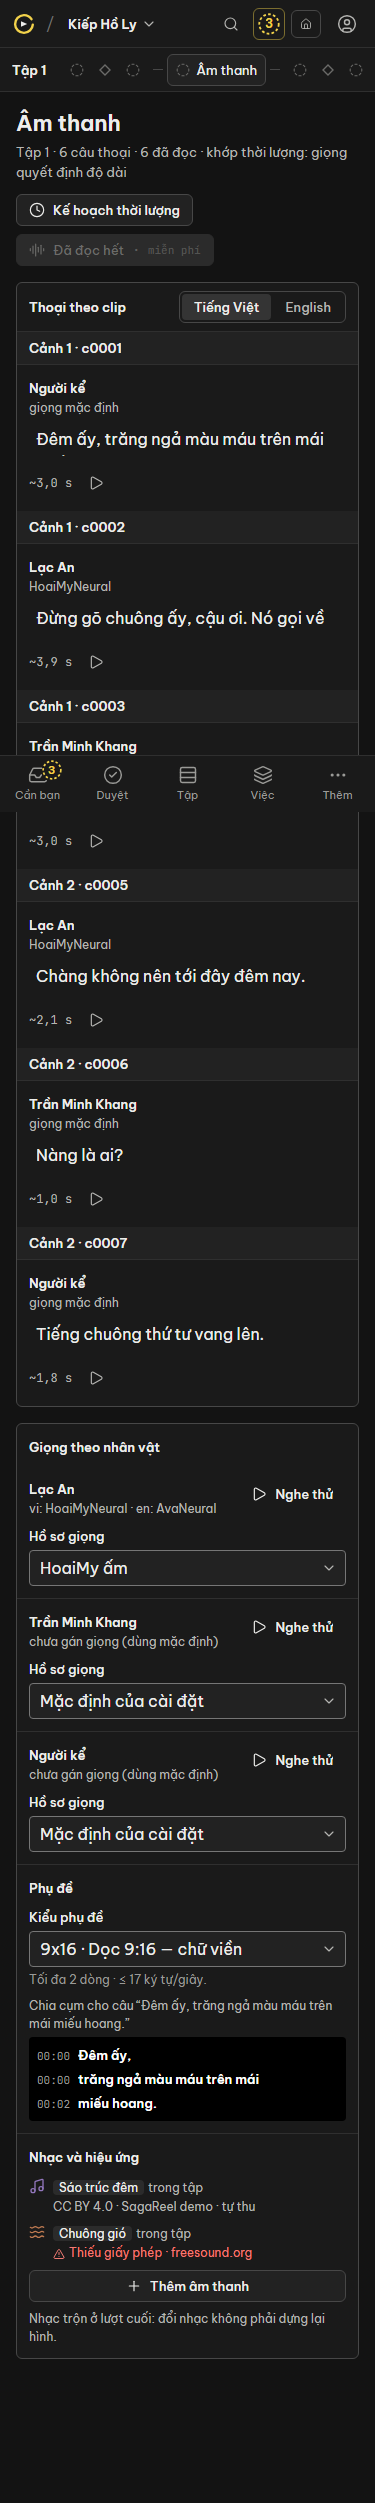 / Kiếp Hồ Ly
3
Tập 1
Âm thanh
Âm thanh
Tập 1 · 6 câu thoại · 6 đã đọc · khớp thời lượng: giọng
quyết định độ dài
Kế hoạch thời lượng
Đã đọc hết · miễn phí
Thoại theo clip
Tiếng Việt
English
Cảnh 1 · c0001
Người kể
giọng mặc định
Đêm ấy, trăng ngả màu máu trên mái
~3,0 s
Cảnh 1 · c0002
Lạc An
HoaiMyNeural
Đừng gõ chuông ấy, cậu ơi. Nó gọi về
~3,9 s
Cảnh 1 · c0003
Trần Minh Khang
3
Cần bạn
Duyệt
Tập
Việc
Thêm
~3,0 s
Cảnh 2 · c0005
Lạc An
HoaiMyNeural
Chàng không nên tới đây đêm nay.
~2,1 s
Cảnh 2 · c0006
Trần Minh Khang
giọng mặc định
Nàng là ai?
~1,0 s
Cảnh 2 · c0007
Người kể
giọng mặc định
Tiếng chuông thứ tư vang lên.
~1,8 s
Giọng theo nhân vật
Lạc An
vi: HoaiMyNeural · en: AvaNeural
Nghe thử
Hồ sơ giọng
HoaiMy ấm
Trần Minh Khang
chưa gán giọng (dùng mặc định)
Nghe thử
Hồ sơ giọng
Mặc định của cài đặt
Người kể
chưa gán giọng (dùng mặc định)
Nghe thử
Hồ sơ giọng
Mặc định của cài đặt
Phụ đề
Kiểu phụ đề
9x16 · Dọc 9:16 — chữ viền
Tối đa 2 dòng · ≤ 17 ký tự/giây.
Chia cụm cho câu “Đêm ấy, trăng ngả màu máu trên
mái miếu hoang.”
00:00 Đêm ấy,
00:00 trăng ngả màu máu trên mái
00:02 miếu hoang.
Nhạc và hiệu ứng
Sáo trúc đêm trong tập
CC BY 4.0 · SagaReel demo · tự thu
Chuông gió trong tập
Thiếu giấy phép · freesound.org
Thêm âm thanh
Nhạc trộn ở lượt cuối: đổi nhạc không phải dựng lại
hình.